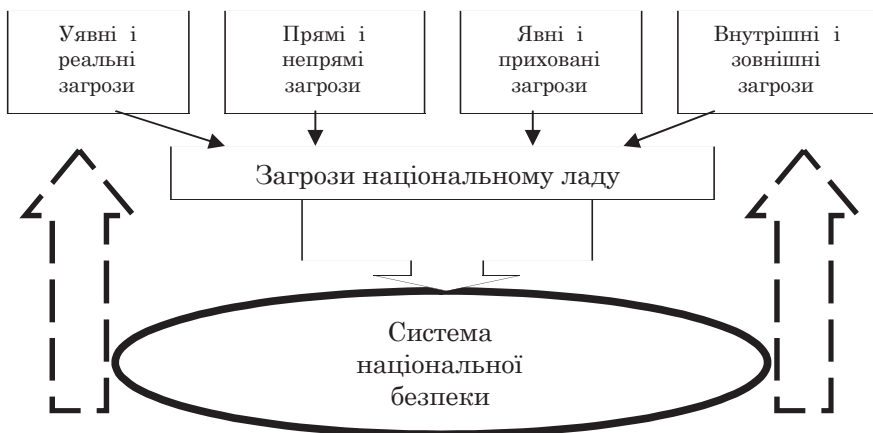 Уявні і
реальні
загрози
Прямі і
непрямі
загрози
Явні і
приховані
загрози
Внутрішні і
зовнішні
загрози
Загрози національному ладу
Система
національної
безпеки